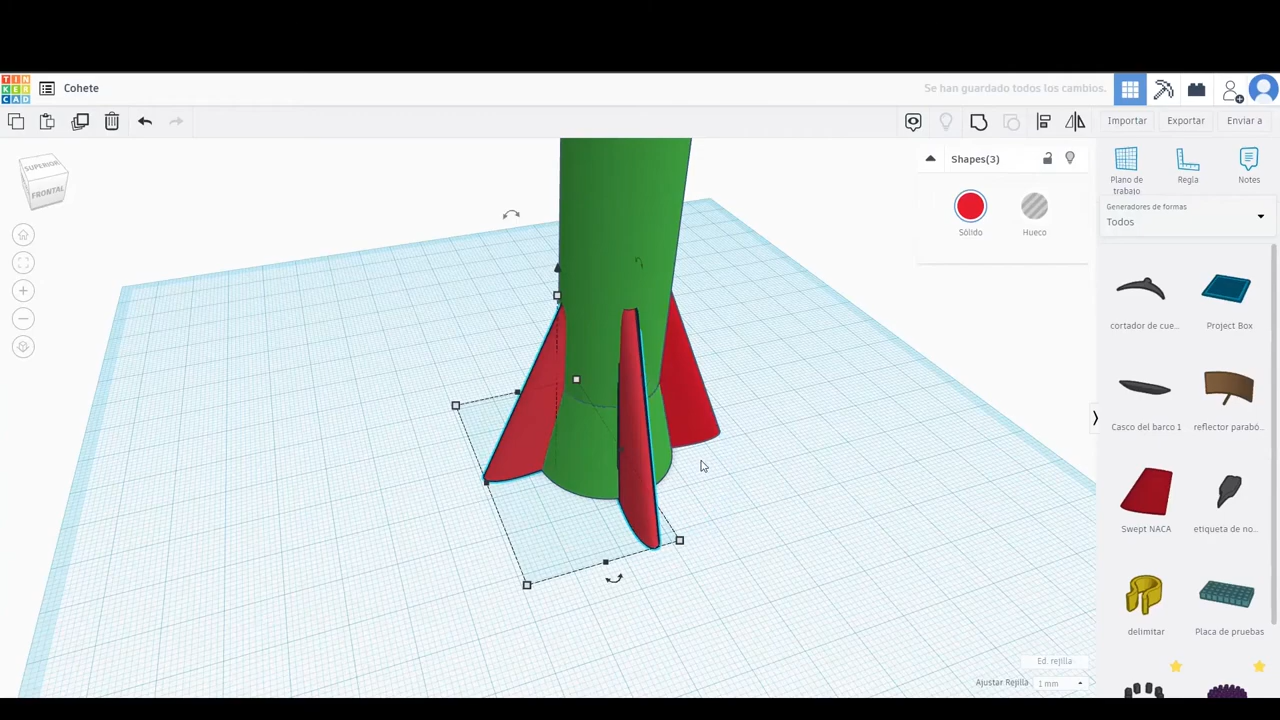 TIN
KER
CAD
Cohete
Se han guardado todos los cambios.
Importar
Exportar
Enviar a
SUPERIOR
FRONTAL
Shapes(3)
Sólido
Hueco
Plano de
trabajo
Regla
Notes
Generadores de formas
Todos
cortador de cue...
Project Box
Casco del barco 1
reflector parabó...
Swept NACA
etiqueta de no...
delimitar
Placa de pruebas
Ed. rejilla
Ajustar Rejilla
1 mm